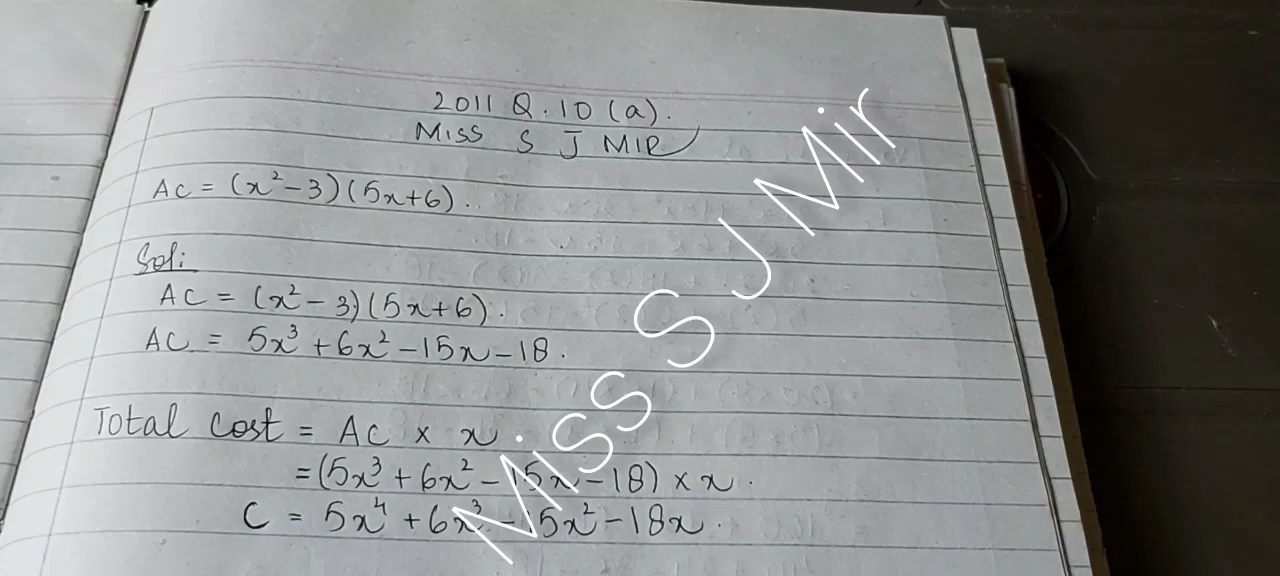 2011 Q.10 (a).
MISS S J MIR
AC = (x² – 3)(5x+6)..
Sol:
AC = (x² – 3)(5x+6).
AC = 5x³ + 6x² – 15x – 18.
Total cost = AC × x.
= (5x³ + 6x² – 15x – 18) × x.
C = 5x⁴ + 6x³ – 15x² – 18x.
Miss S J Mir